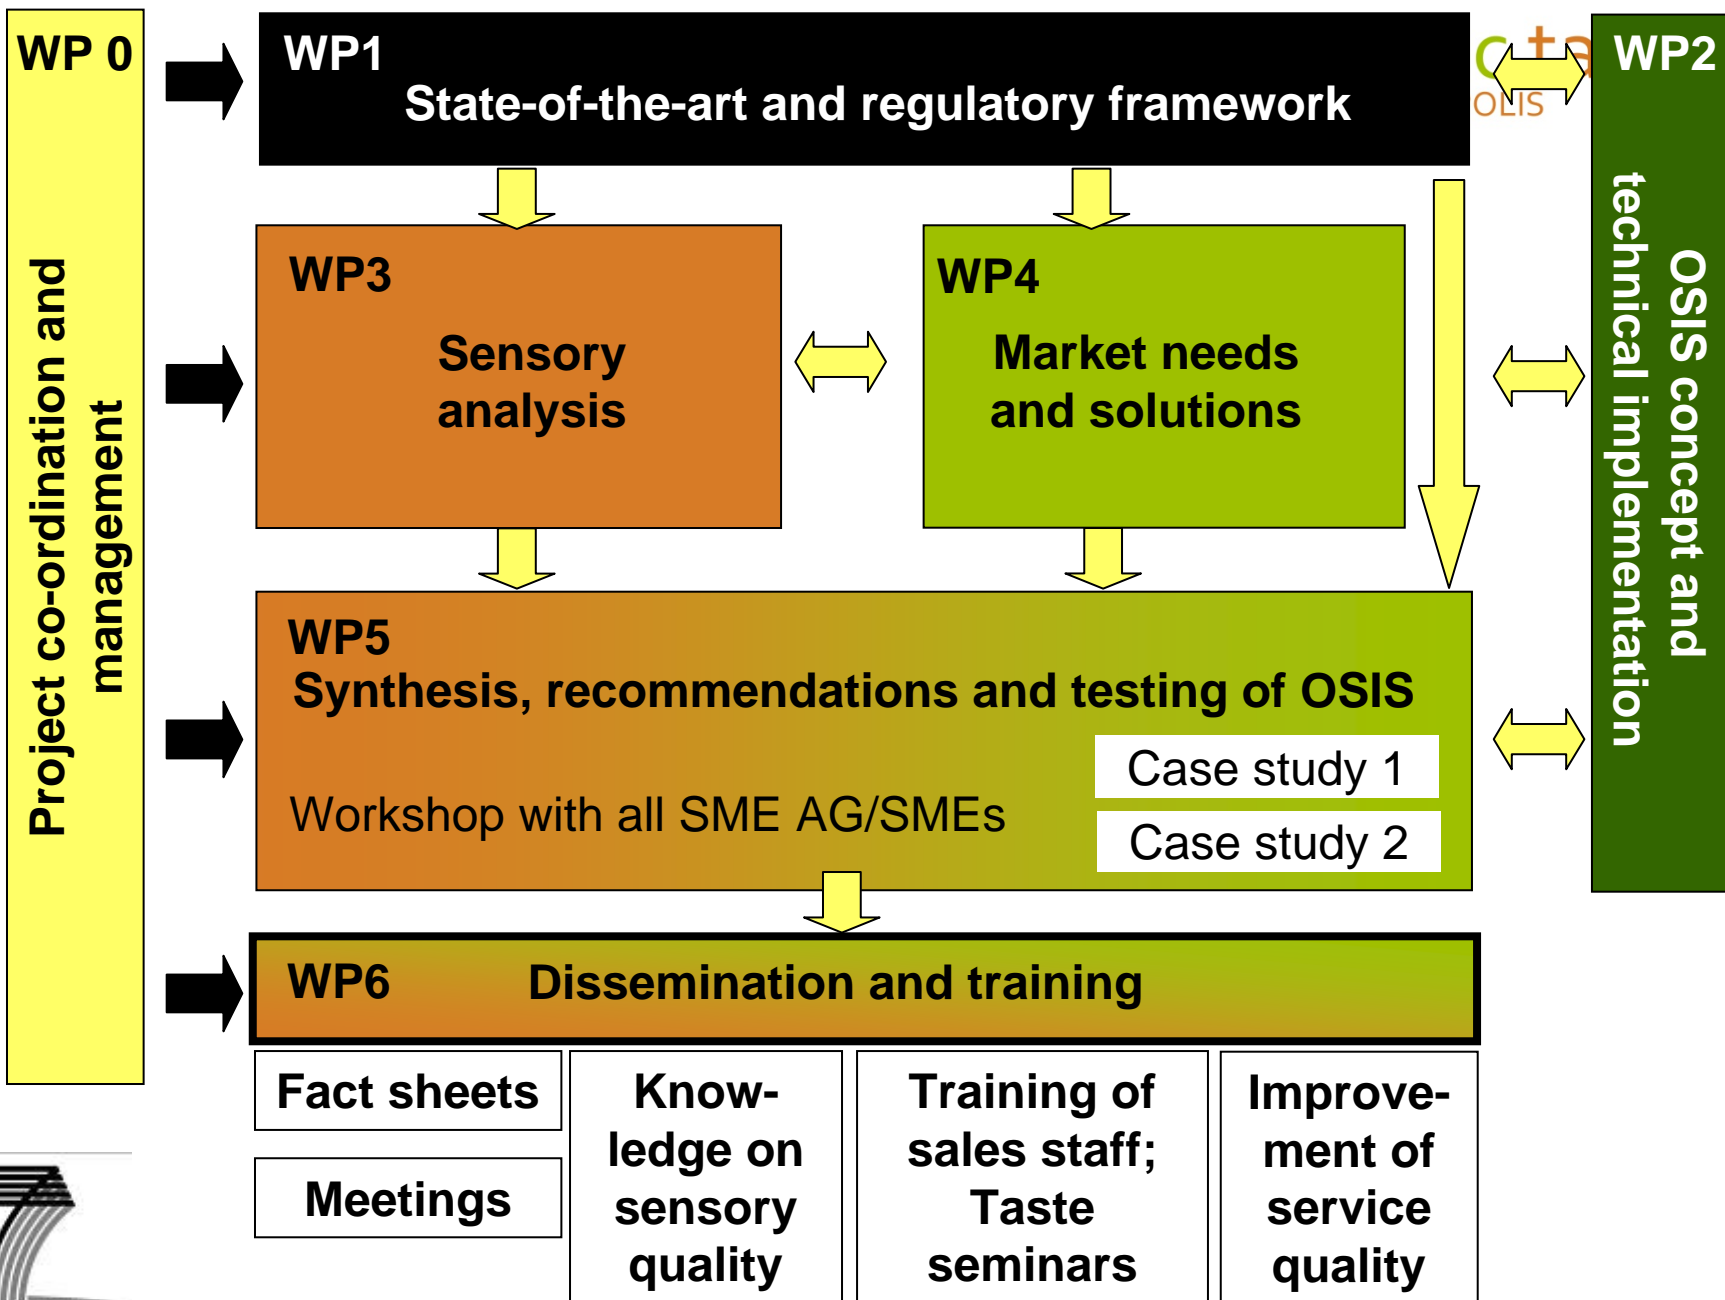 WP 0
Project co-ordination and
management
WP1
State-of-the-art and regulatory framework
OLIS
WP2
OSIS concept and
technical implementation
WP3
Sensory
analysis
WP4
Market needs
and solutions
WP5
Synthesis, recommendations and testing of OSIS
Workshop with all SME AG/SMEs
Case study 1
Case study 2
WP6
Dissemination and training
Fact sheets
Meetings
Know-
ledge on
sensory
quality
Training of
sales staff;
Taste
seminars
Improve-
ment of
service
quality